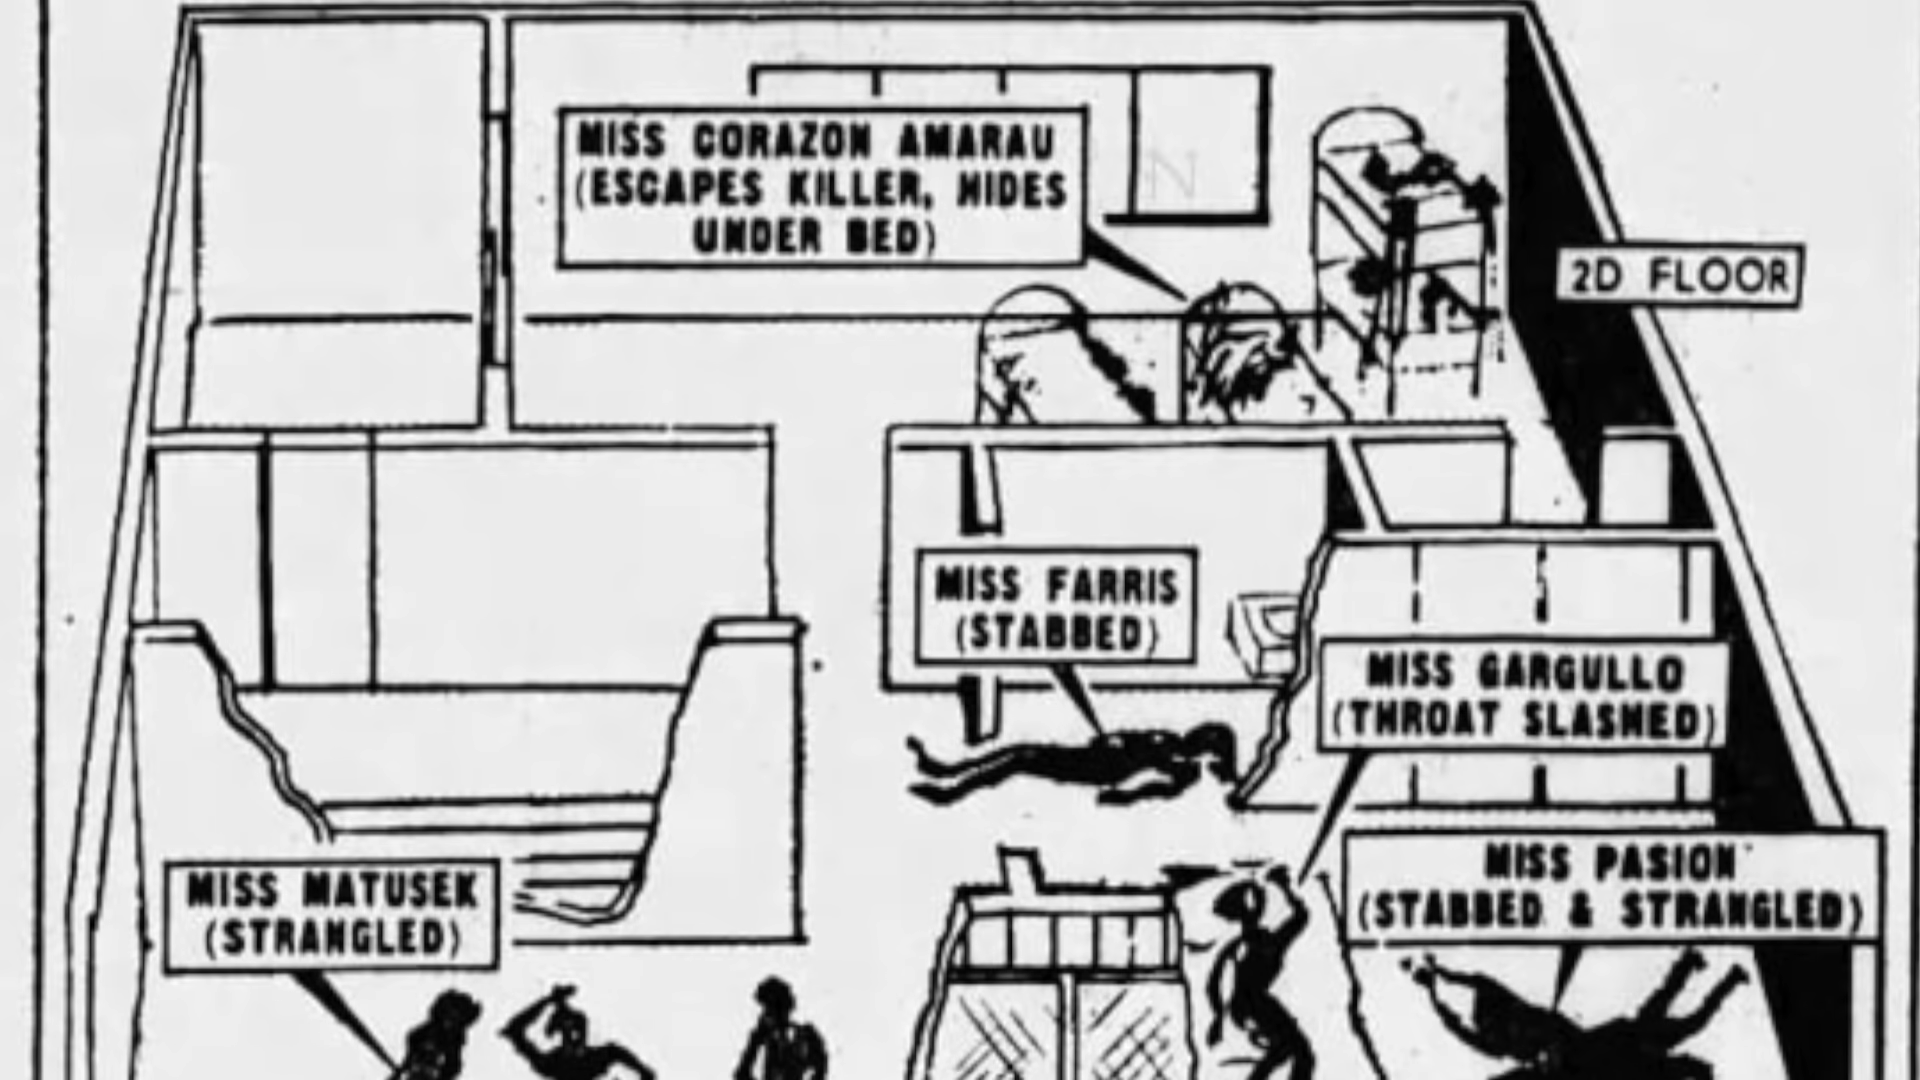 MISS CORAZON AMARAU
(ESCAPES KILLER, HIDES
UNDER BED)
2D FLOOR
MISS FARRIS
(STABBED)
MISS GARGULLO
(THROAT SLASHED)
MISS PASION
(STABBED & STRANGLED)
MISS MATUSEK
(STRANGLED)